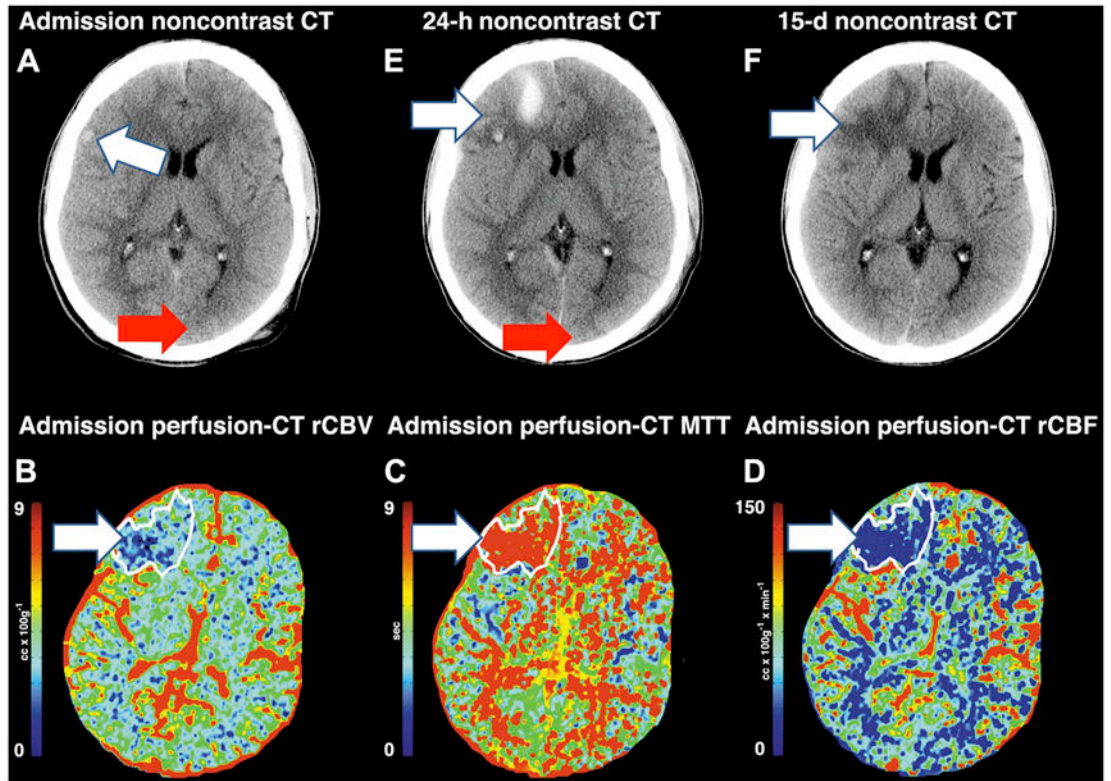 Admission noncontrast CT
24-h noncontrast CT
15-d noncontrast CT
A
E
F
Admission perfusion-CT rCBV
Admission perfusion-CT MTT
Admission perfusion-CT rCBF
B
C
D
9
9
150
cc x 100g⁻¹
sec
cc x 100g⁻¹ x min⁻¹
0
0
0